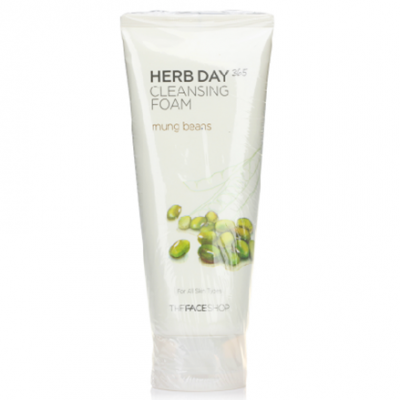 HERB DAY 365
CLEANSING
FOAM
mung beans
For All Skin Types
THEFACESHOP